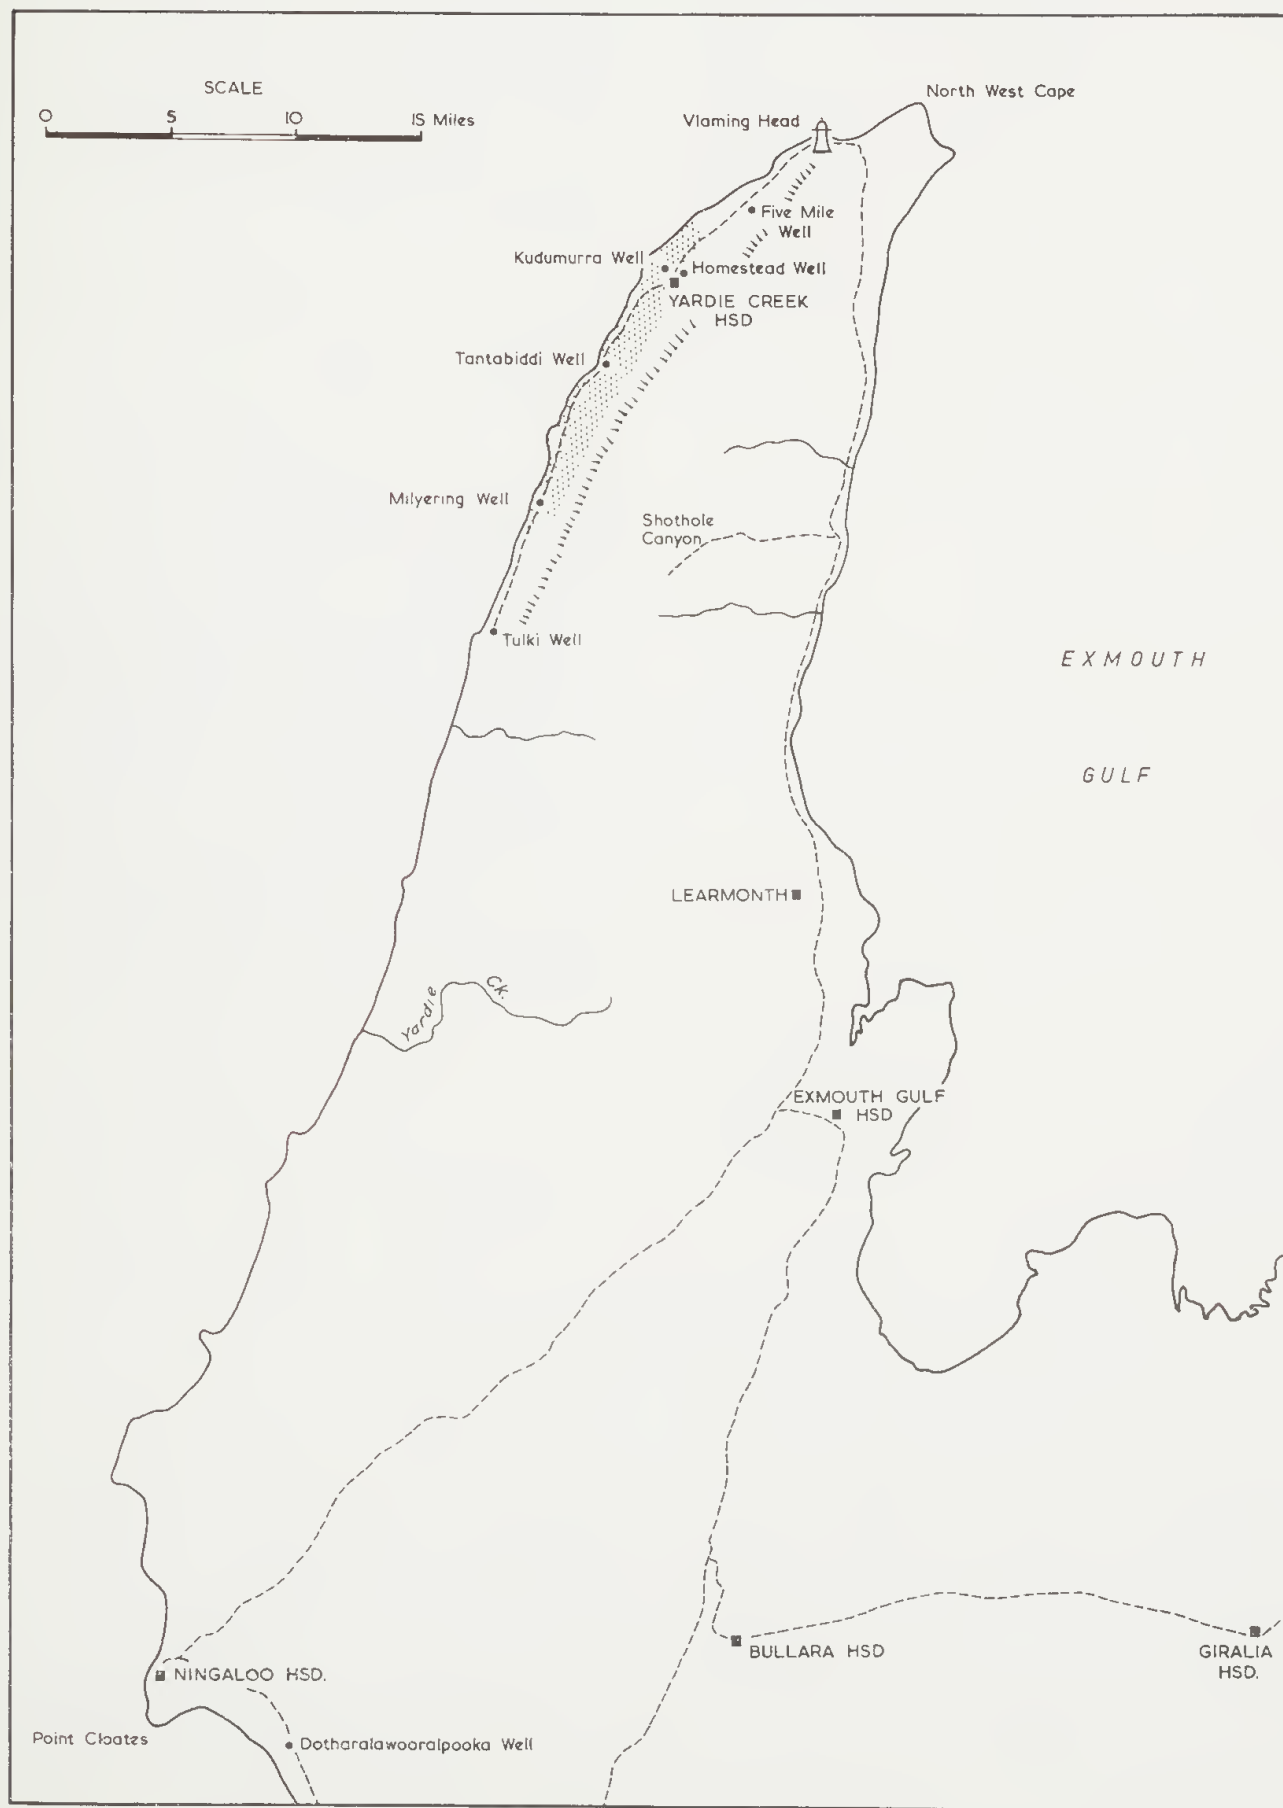 SCALE
0 5 10 15 Miles
North West Cape
Vlaming Head
Five Mile
Well
Kudumurra Well
Homestead Well
YARDIE CREEK
HSD
Tantabiddi Well
Milyering Well
Shothole
Canyon
Tulki Well
EXMOUTH
GULF
LEARMONTH
Yardie Ck.
EXMOUTH GULF
HSD
BULLARA HSD
GIRALIA
HSD.
NINGALOO HSD.
Point Cloates
Dotharalawooralpooka Well